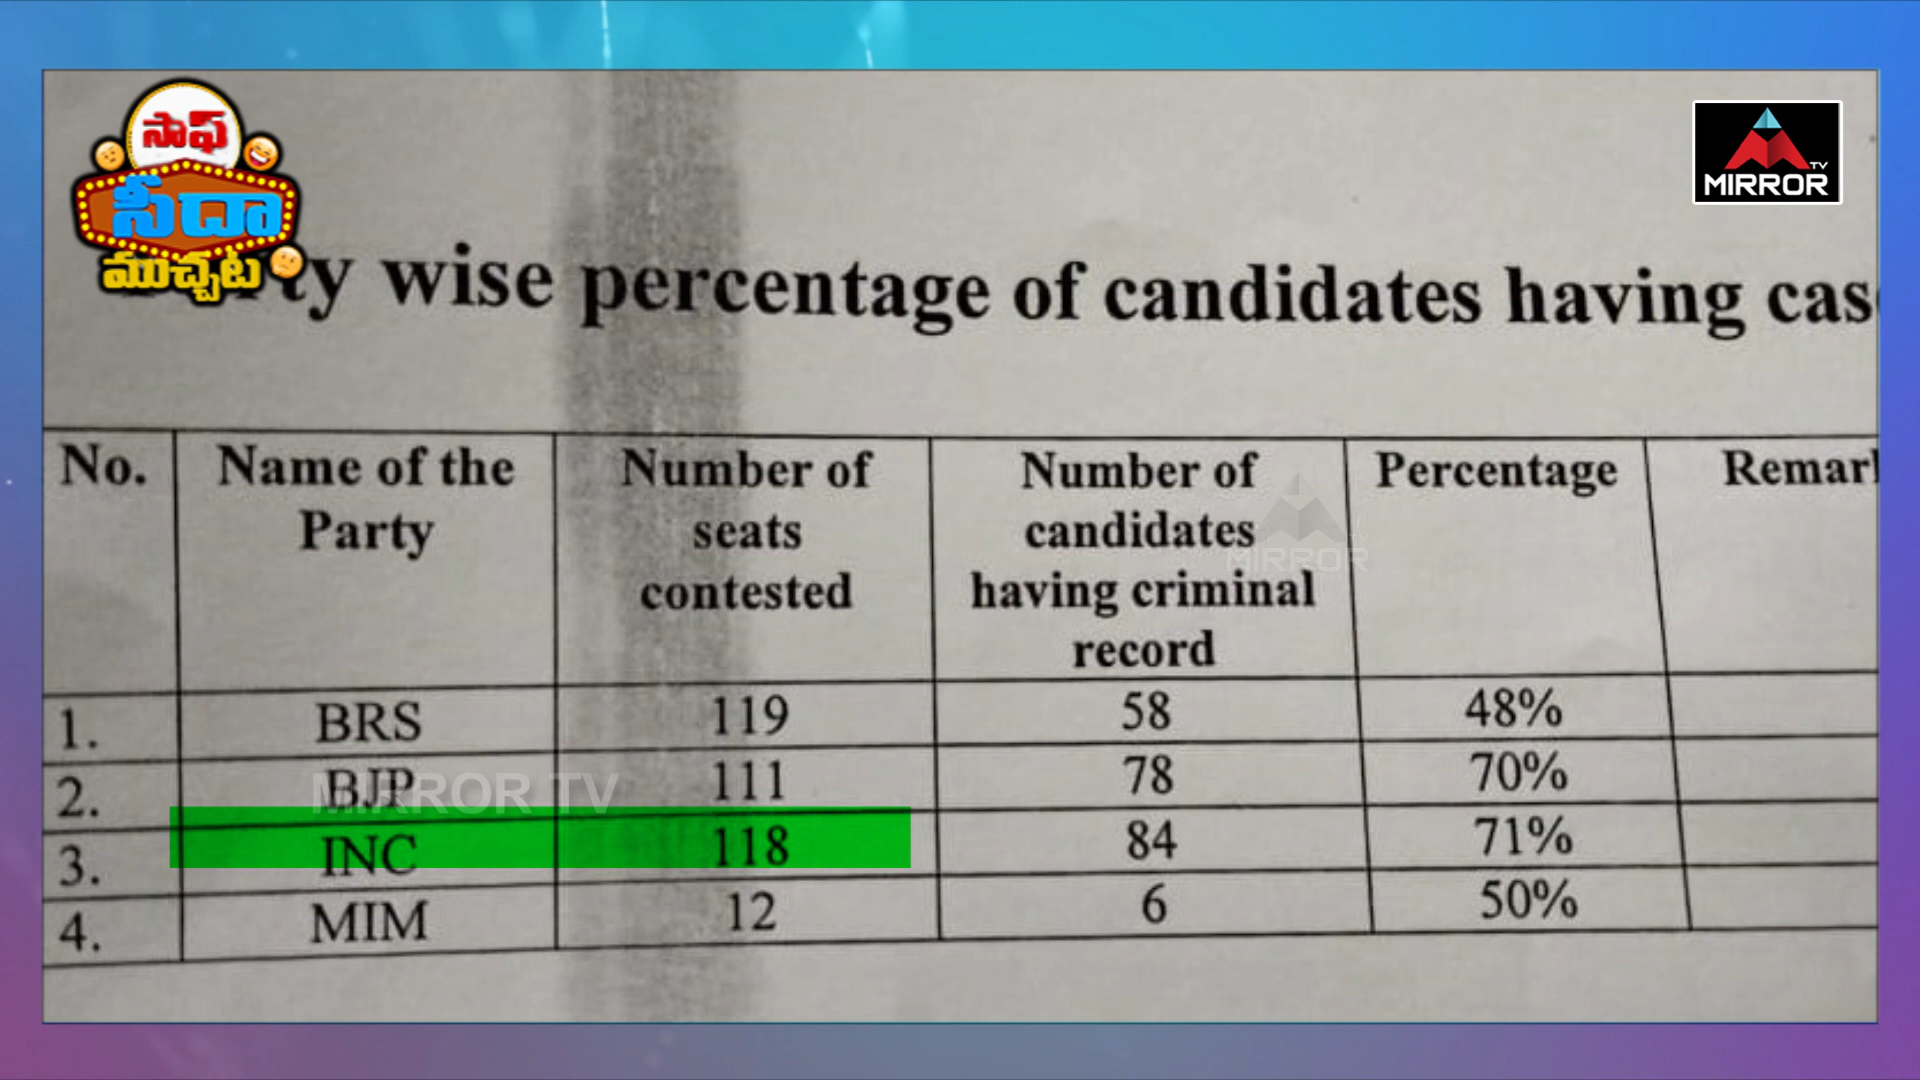 సాఫ్
సీదా
ముచ్చట
TV
MIRROR
wise percentage of candidates having
No. Name of the Party Number of seats contested Number of candidates having criminal record Percentage
1. BRS 119 58 48%
2. BJP 111 78 70%
MIRROR TV
3. INC 118 84 71%
4. MIM 12 6 50%
MIRROR